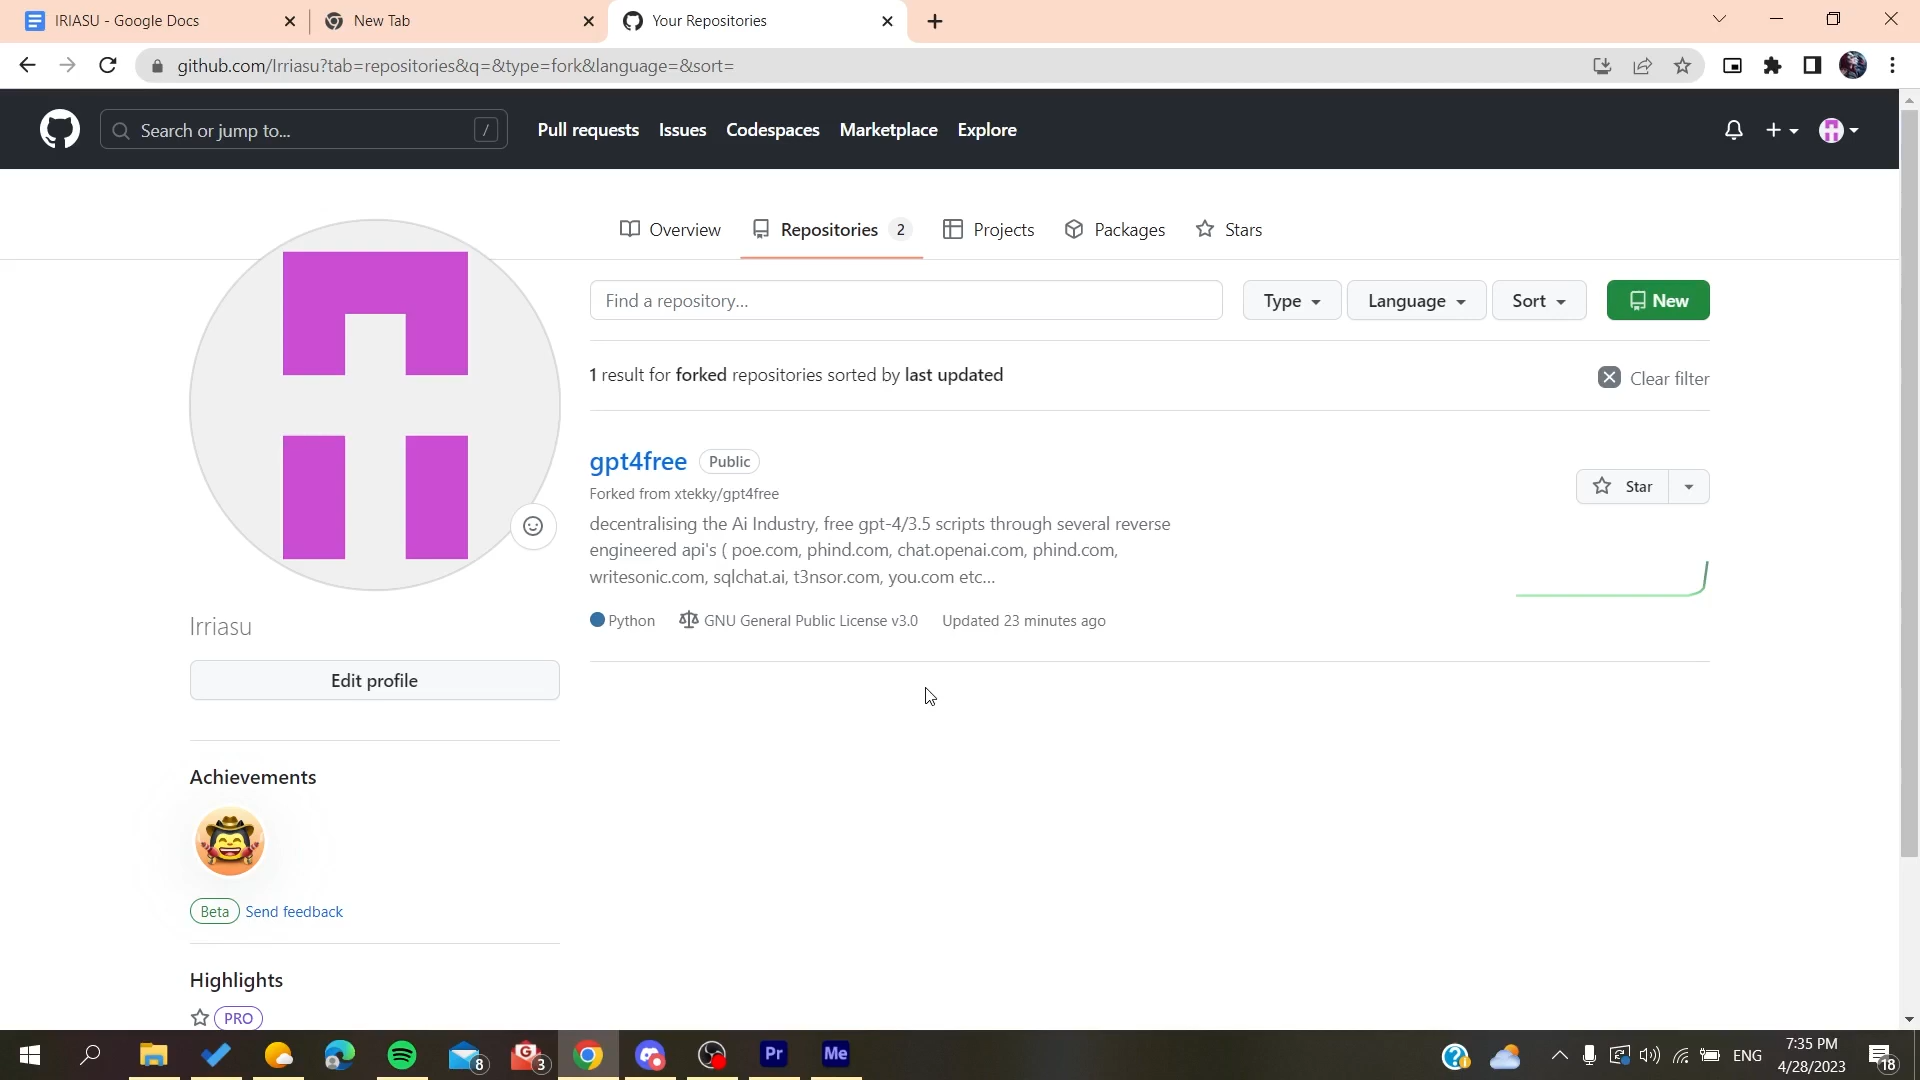 IRIASU - Google Docs
New Tab
Your Repositories
github.com/Irriasu?tab=repositories&q=&type=fork&language=&sort=
Search or jump to...
/
Pull requests
Issues
Codespaces
Marketplace
Explore
Overview
Repositories 2
Projects
Packages
Stars
Find a repository...
Type
Language
Sort
New
1 result for forked repositories sorted by last updated
Clear filter
gpt4free
Public
Forked from xtekky/gpt4free
Star
decentralising the Ai Industry, free gpt-4/3.5 scripts through several reverse
engineered api's ( poe.com, phind.com, chat.openai.com, phind.com,
writesonic.com, sqlchat.ai, t3nsor.com, you.com etc...
Python
GNU General Public License v3.0
Updated 23 minutes ago
Irriasu
Edit profile
Achievements
Beta
Send feedback
Highlights
PRO
8
G
3
Pr
Me
ENG
7:35 PM
4/28/2023
18